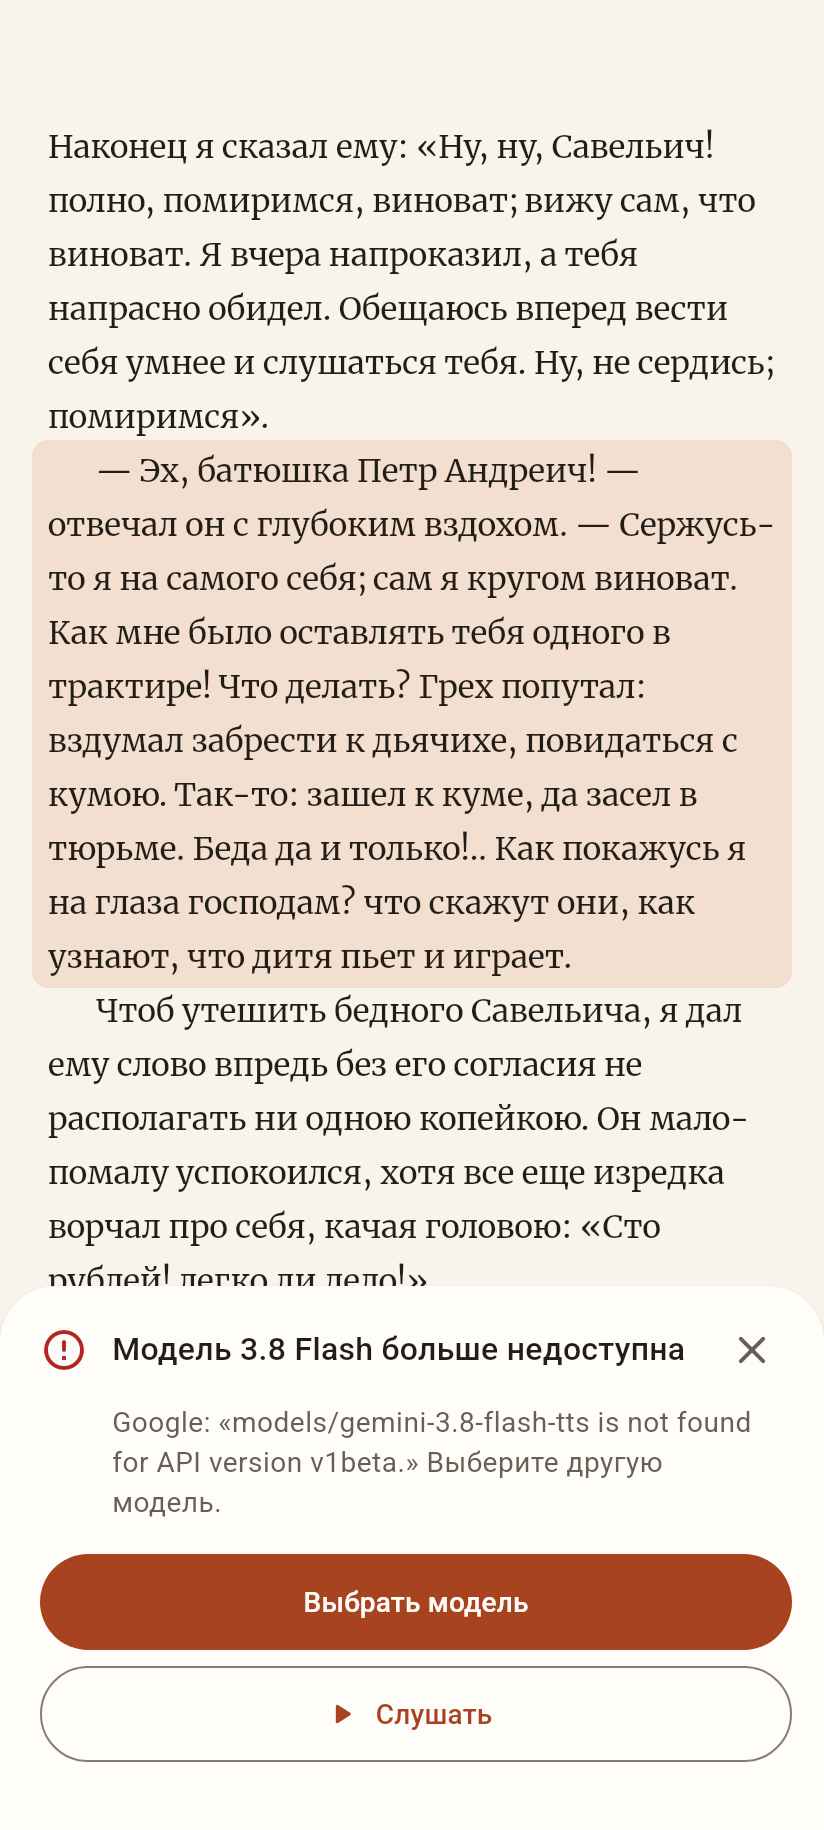 Наконец я сказал ему: «Ну, ну, Савельич!
полно, помиримся, виноват; вижу сам, что
виноват. Я вчера напроказил, а тебя
напрасно обидел. Обещаюсь вперед вести
себя умнее и слушаться тебя. Ну, не сердись;
помиримся».
— Эх, батюшка Петр Андреич! —
отвечал он с глубоким вздохом. — Сержусь-
то я на самого себя; сам я кругом виноват.
Как мне было оставлять тебя одного в
трактире! Что делать? Грех попутал:
вздумал забрести к дьячихе, повидаться с
кумою. Так-то: зашел к куме, да засел в
тюрьме. Беда да и только!.. Как покажусь я
на глаза господам? что скажут они, как
узнают, что дитя пьет и играет.
Чтоб утешить бедного Савельича, я дал
ему слово впредь без его согласия не
располагать ни одною копейкою. Он мало-
помалу успокоился, хотя все еще изредка
ворчал про себя, качая головою: «Сто
рублей! легко ли дело!»
Модель 3.8 Flash больше недоступна
Google: «models/gemini-3.8-flash-tts is not found
for API version v1beta.» Выберите другую
модель.
Выбрать модель
Слушать